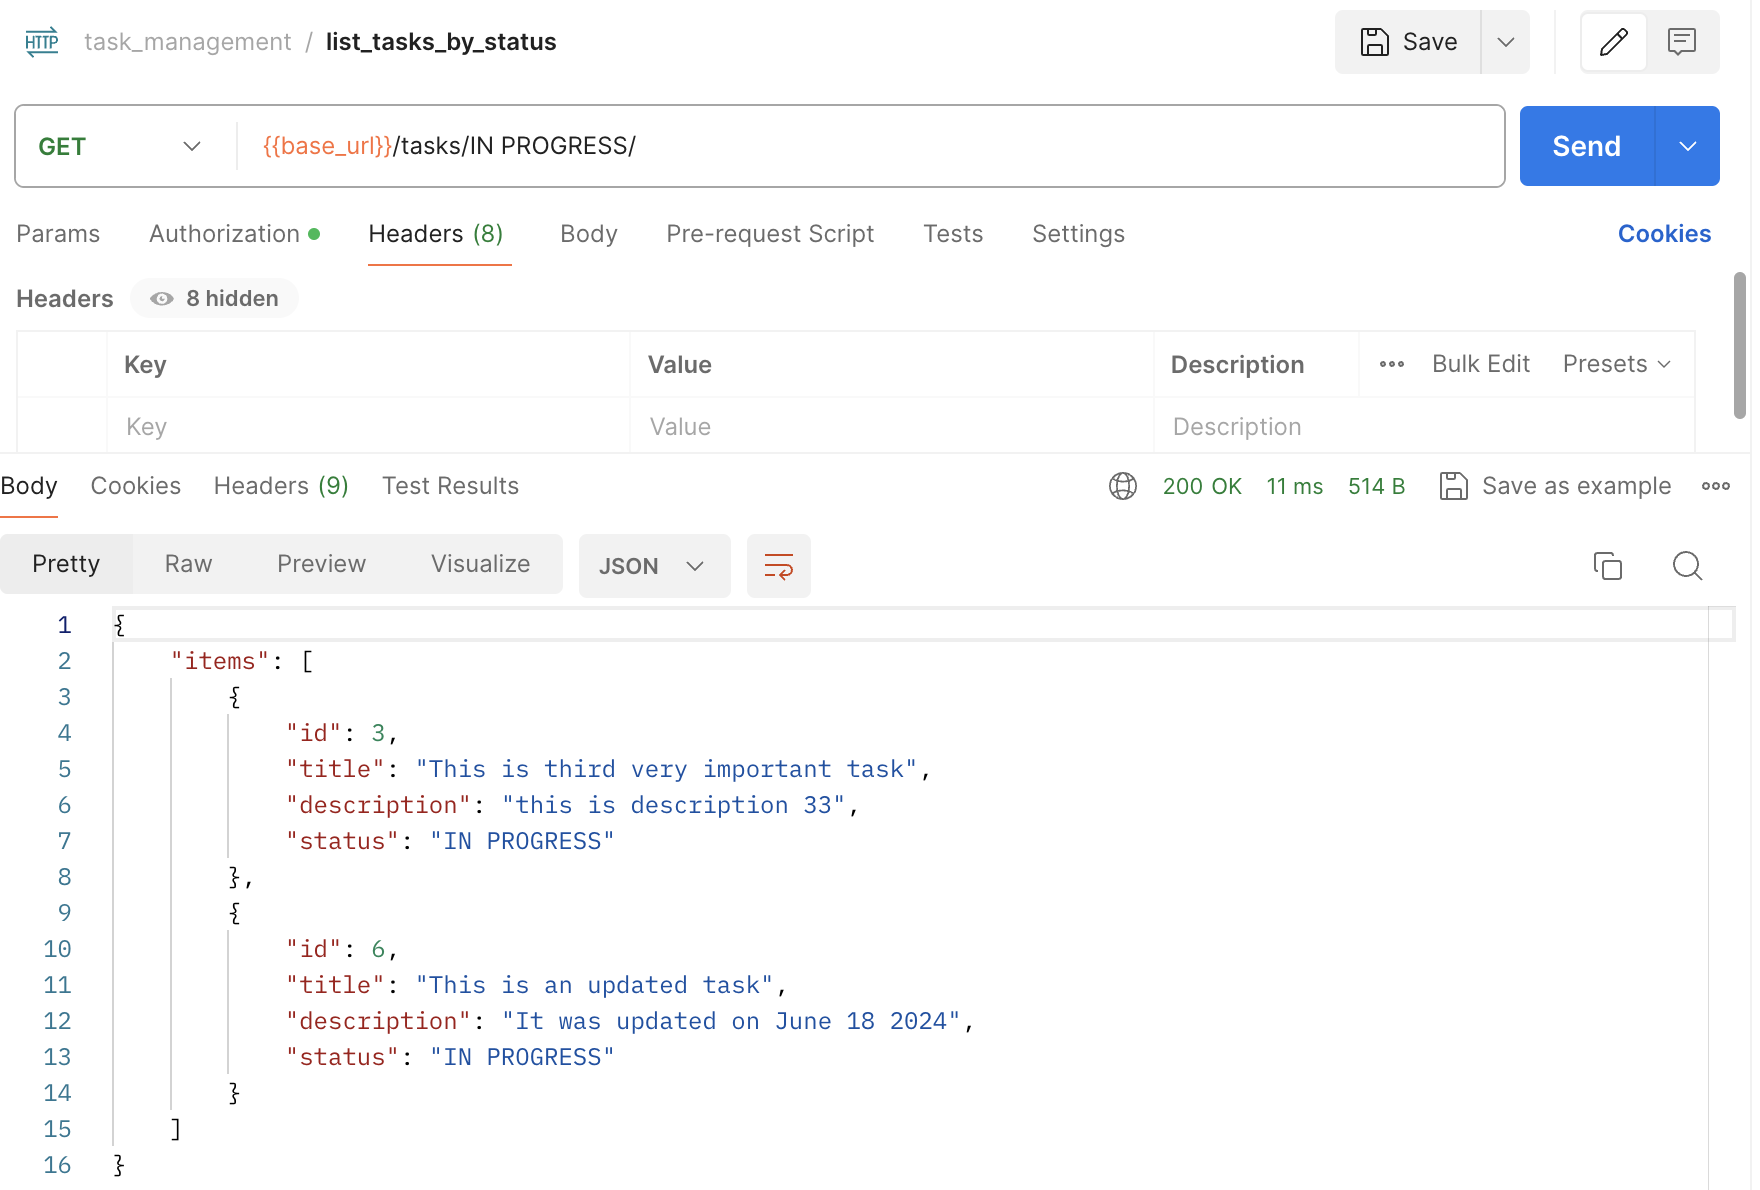 HTTP task_management / list_tasks_by_status Save
GET {{base_url}}/tasks/IN PROGRESS/ Send
Params Authorization Headers (8) Body Pre-request Script Tests Settings Cookies
Headers 8 hidden
Key Value Description Bulk Edit Presets
Key Value Description
Body Cookies Headers (9) Test Results 200 OK 11 ms 514 B Save as example
Pretty Raw Preview Visualize JSON
1 {
2 "items": [
3 {
4 "id": 3,
5 "title": "This is third very important task",
6 "description": "this is description 33",
7 "status": "IN PROGRESS"
8 },
9 {
10 "id": 6,
11 "title": "This is an updated task",
12 "description": "It was updated on June 18 2024",
13 "status": "IN PROGRESS"
14 }
15 ]
16 }